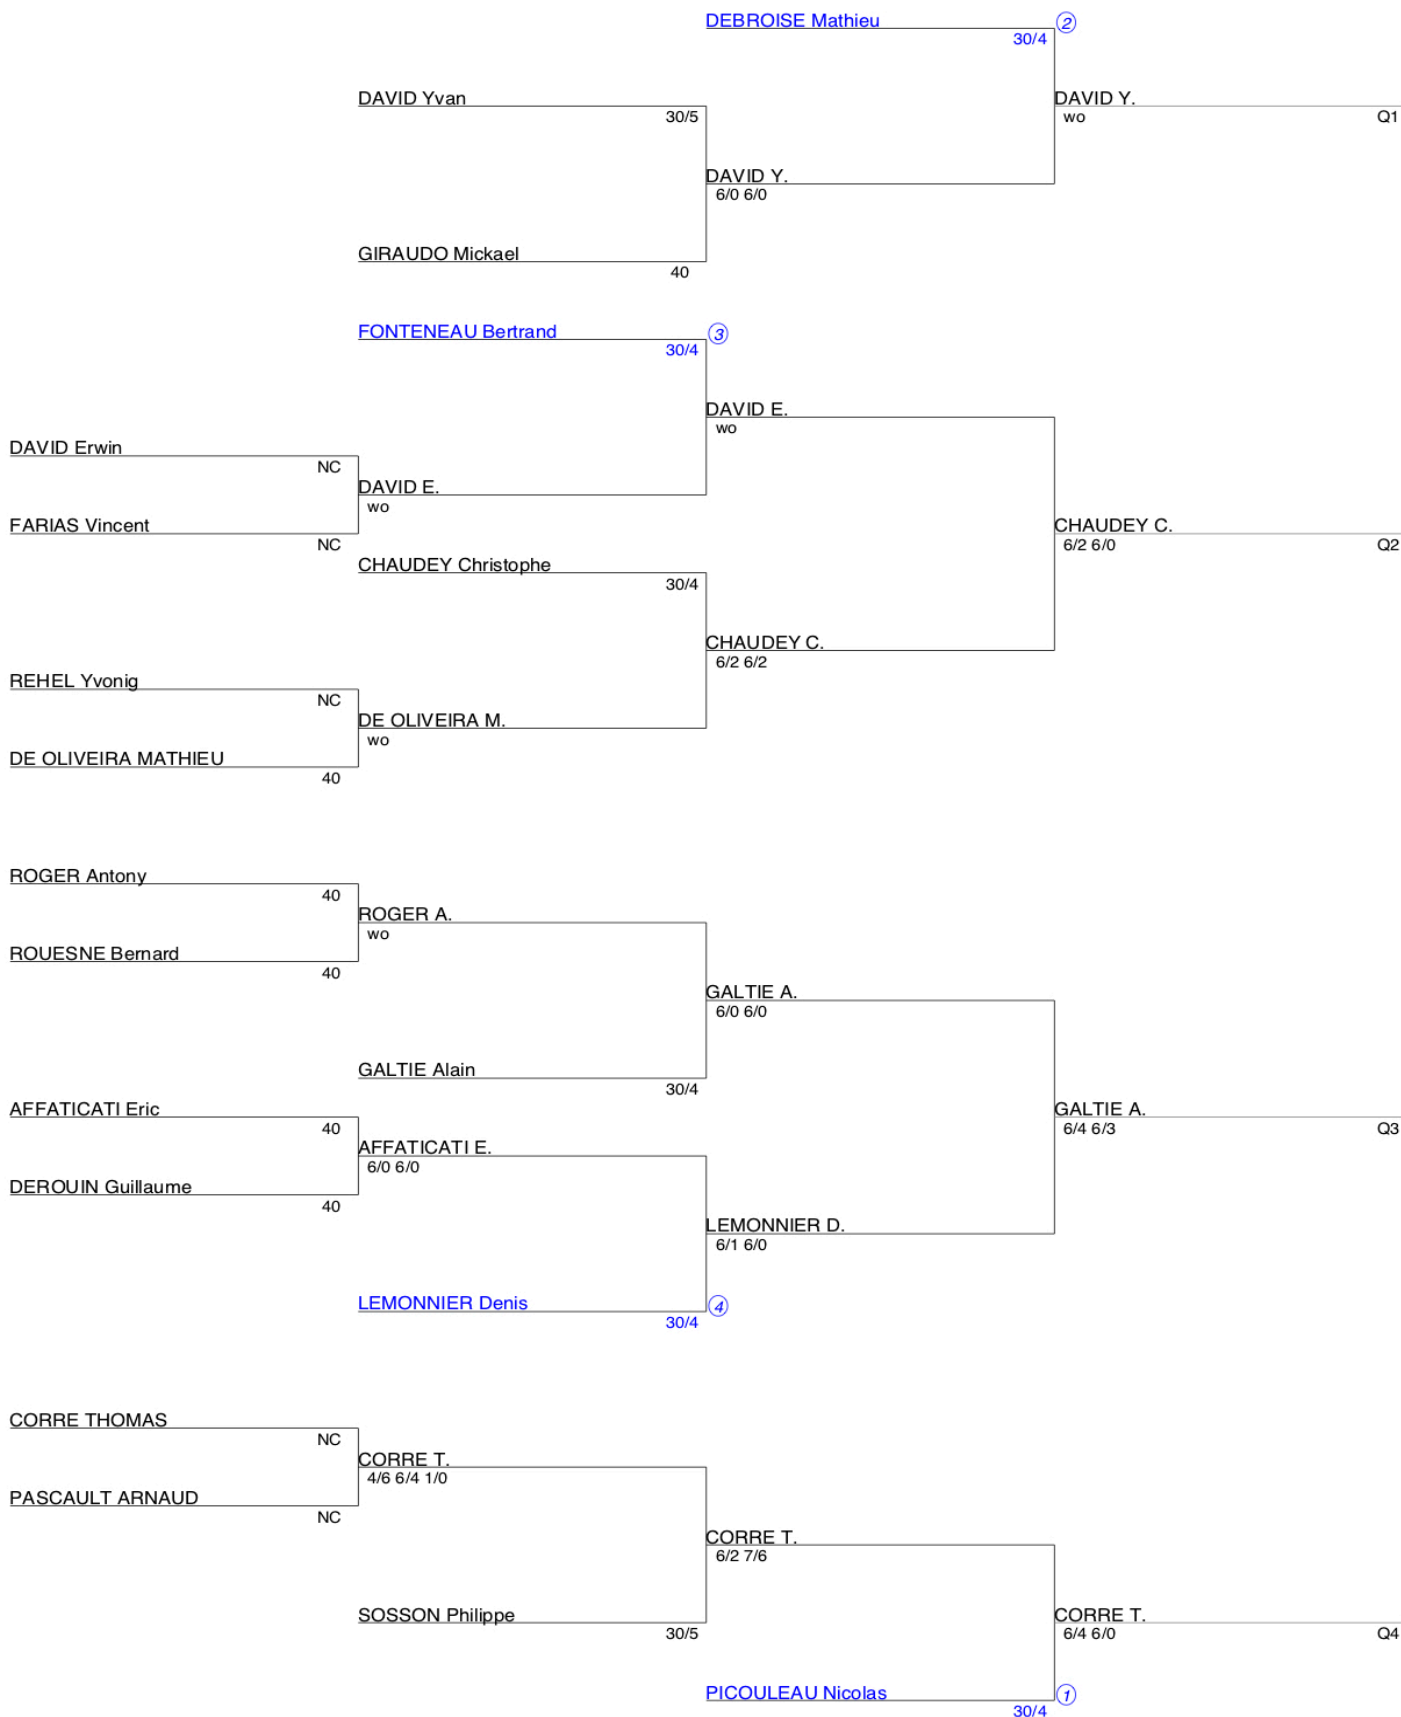 DEBROISE Mathieu
2
30/4
DAVID Yvan
30/5
DAVID Y.
wo
Q1
DAVID Y.
6/0 6/0
GIRAUDO Mickael
40
FONTENEAU Bertrand
3
30/4
DAVID E.
wo
DAVID Erwin
NC
DAVID E.
wo
FARIAS Vincent
NC
CHAUDEY C.
6/2 6/0
Q2
CHAUDEY Christophe
30/4
CHAUDEY C.
6/2 6/2
REHEL Yvonig
NC
DE OLIVEIRA M.
wo
DE OLIVEIRA MATHIEU
40
ROGER Antony
40
ROGER A.
wo
ROUESNE Bernard
40
GALTIE A.
6/0 6/0
GALTIE Alain
30/4
AFFATICATI Eric
40
GALTIE A.
6/4 6/3
Q3
AFFATICATI E.
6/0 6/0
DEROUIN Guillaume
40
LEMONNIER D.
6/1 6/0
LEMONNIER Denis
4
30/4
CORRE THOMAS
NC
CORRE T.
4/6 6/4 1/0
PASCAULT ARNAUD
NC
CORRE T.
6/2 7/6
SOSSON Philippe
30/5
CORRE T.
6/4 6/0
Q4
PICOULEAU Nicolas
1
30/4